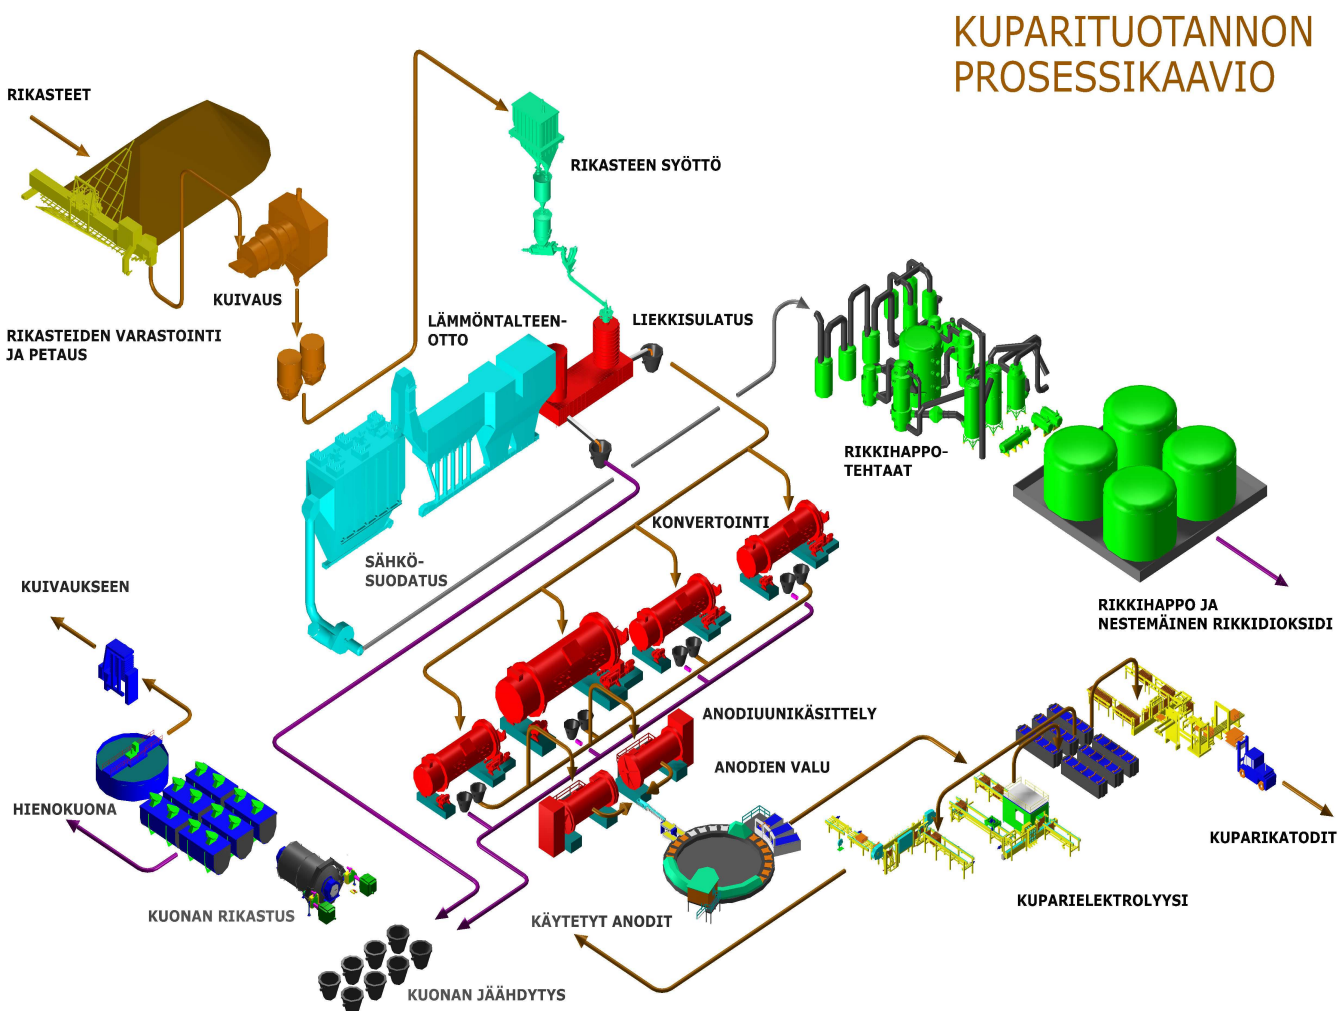 KUPARITUOTANNON
PROSESSIKAAVIO
RIKASTEET
RIKASTEEN SYÖTTÖ
KUIVAUS
RIKASTEIDEN VARASTOINTI
JA PETAUS
LÄMMÖNTALTEEN-
OTTO
LIEKKISULATUS
RIKKIHAPPO-
TEHTAAT
KONVERTOINTI
SÄHKÖ-
SUODATUS
KUIVAUKSEEN
RIKKIHAPPO JA
NESTEMÄINEN RIKKIDIOKSIDI
ANODIUUNIKÄSITTELY
ANODIEN VALU
HIENOKUONA
KUPARIKATODIT
KUPARIELEKTROLYYSI
KUONAN RIKASTUS
KÄYTETYT ANODIT
KUONAN JÄÄHDYTYS